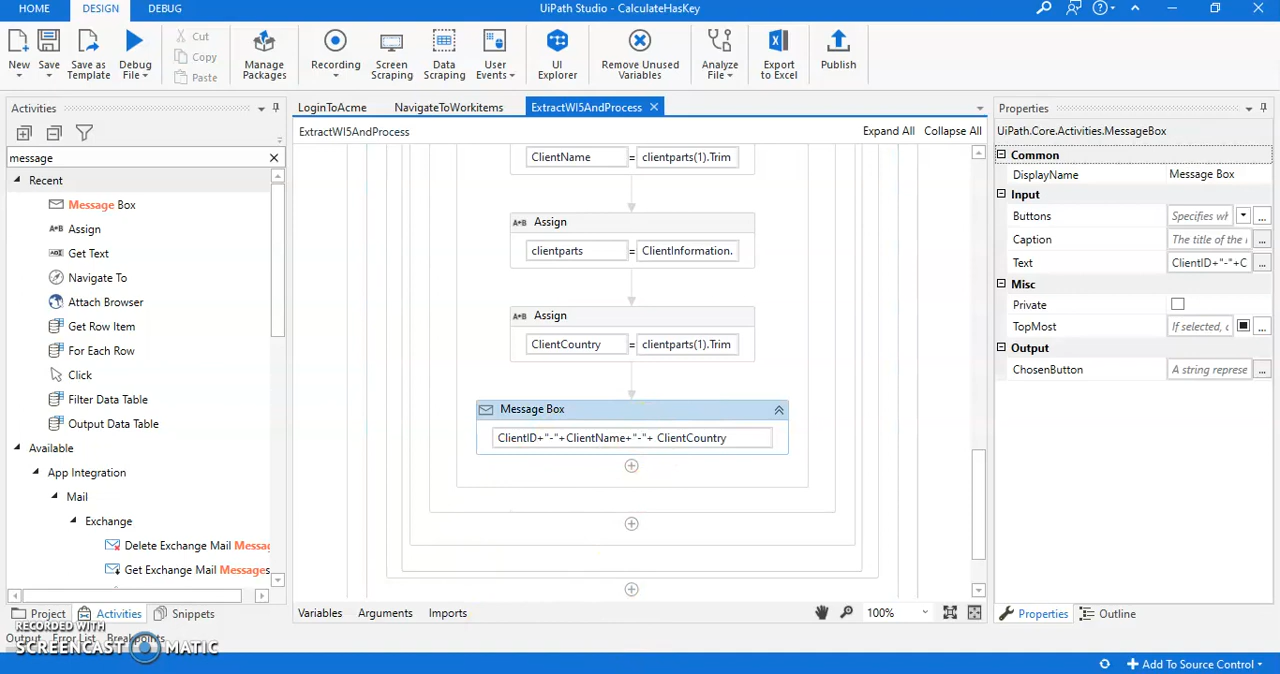 HOME DESIGN DEBUG UiPath Studio - CalculateHasKey
New Save Save as Template Debug File Cut Copy Paste Manage Packages Recording Screen Scraping Data Scraping User Events UI Explorer Remove Unused Variables Analyze File Export to Excel Publish
Activities
message
Recent
Message Box
Assign
Get Text
Navigate To
Attach Browser
Get Row Item
For Each Row
Click
Filter Data Table
Output Data Table
Available
App Integration
Mail
Exchange
Delete Exchange Mail Messag
Get Exchange Mail Messages
Project Activities Snippets
Output Error List Breakpoints
RECORDED WITH
SCREENCAST MATIC
LoginToAcme NavigateToWorkitems ExtractWI5AndProcess
ExtractWI5AndProcess Expand All Collapse All
ClientName = clientparts(1).Trim
A*B Assign
clientparts = ClientInformation.
A*B Assign
ClientCountry = clientparts(1).Trim
Message Box
ClientID+"-"+ClientName+"-"+ ClientCountry
Variables Arguments Imports 100%
Properties
UiPath.Core.Activities.MessageBox
Common
DisplayName Message Box
Input
Buttons Specifies wh ...
Caption The title of the ...
Text ClientID+"-"+C ...
Misc
Private
TopMost If selected, ...
Output
ChosenButton A string represe ...
Properties Outline
Add To Source Control